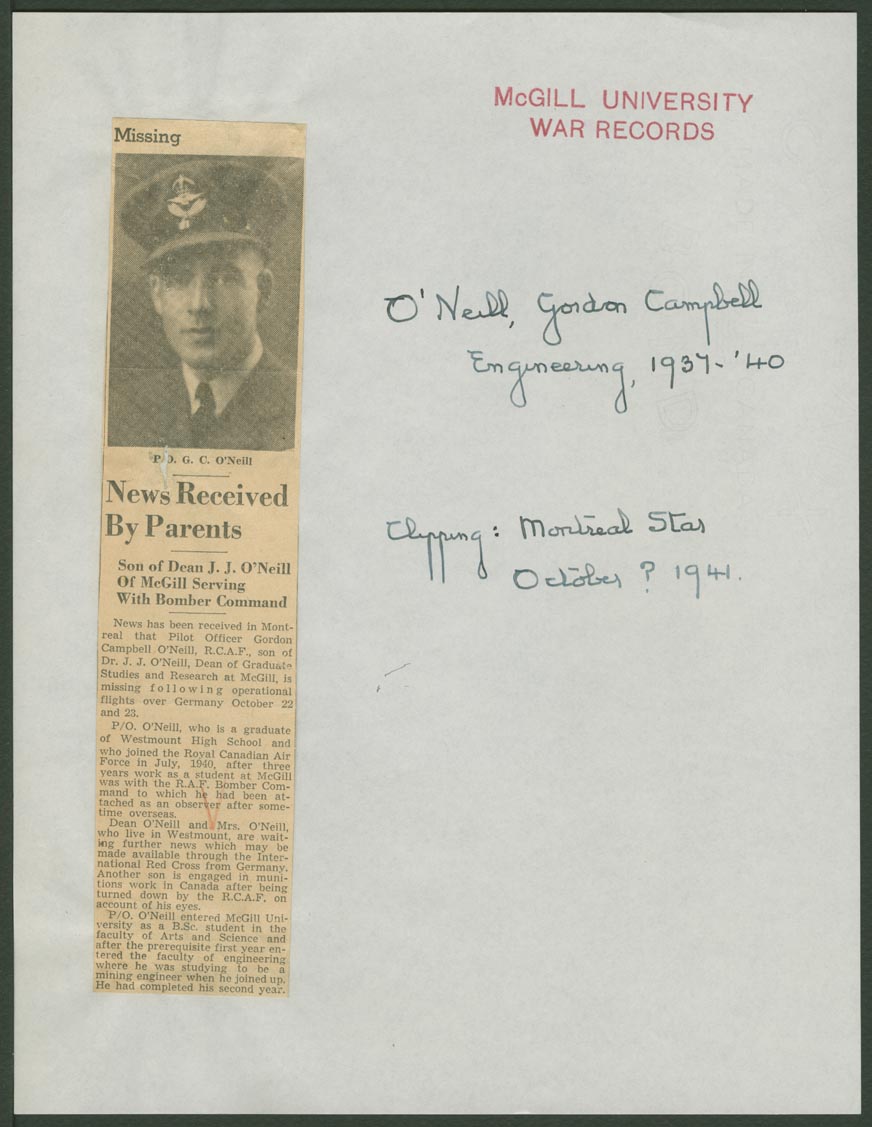 McGILL UNIVERSITY
WAR RECORDS
O'Neill, Gordon Campbell
Engineering, 1937-'40
Clipping: Montreal Star
October ? 1941.
Missing
P.O. G. C. O'Neill
News Received
By Parents
Son of Dean J. J. O'Neill
Of McGill Serving
With Bomber Command
News has been received in Mont-
real that Pilot Officer Gordon
Campbell O'Neill, R.C.A.F., son of
Dr. J. J. O'Neill, Dean of Graduate
Studies and Research at McGill, is
missing following operational
flights over Germany October 22
and 23.
P/O. O'Neill, who is a graduate
of Westmount High School and
who joined the Royal Canadian Air
Force in July, 1940, after three
years work as a student at McGill
was with the R.A.F. Bomber Com-
mand to which he had been at-
tached as an observer after some-
time overseas.
Dean O'Neill and Mrs. O'Neill,
who live in Westmount, are wait-
ing further news which may be
made available through the Inter-
national Red Cross from Germany.
Another son is engaged in muni-
tions work in Canada after being
turned down by the R.C.A.F. on
account of his eyes.
P/O. O'Neill entered McGill Uni-
versity as a B.Sc. student in the
faculty of Arts and Science and
after the prerequisite first year en-
tered the faculty of engineering
where he was studying to be a
mining engineer when he joined up.
He had completed his second year.